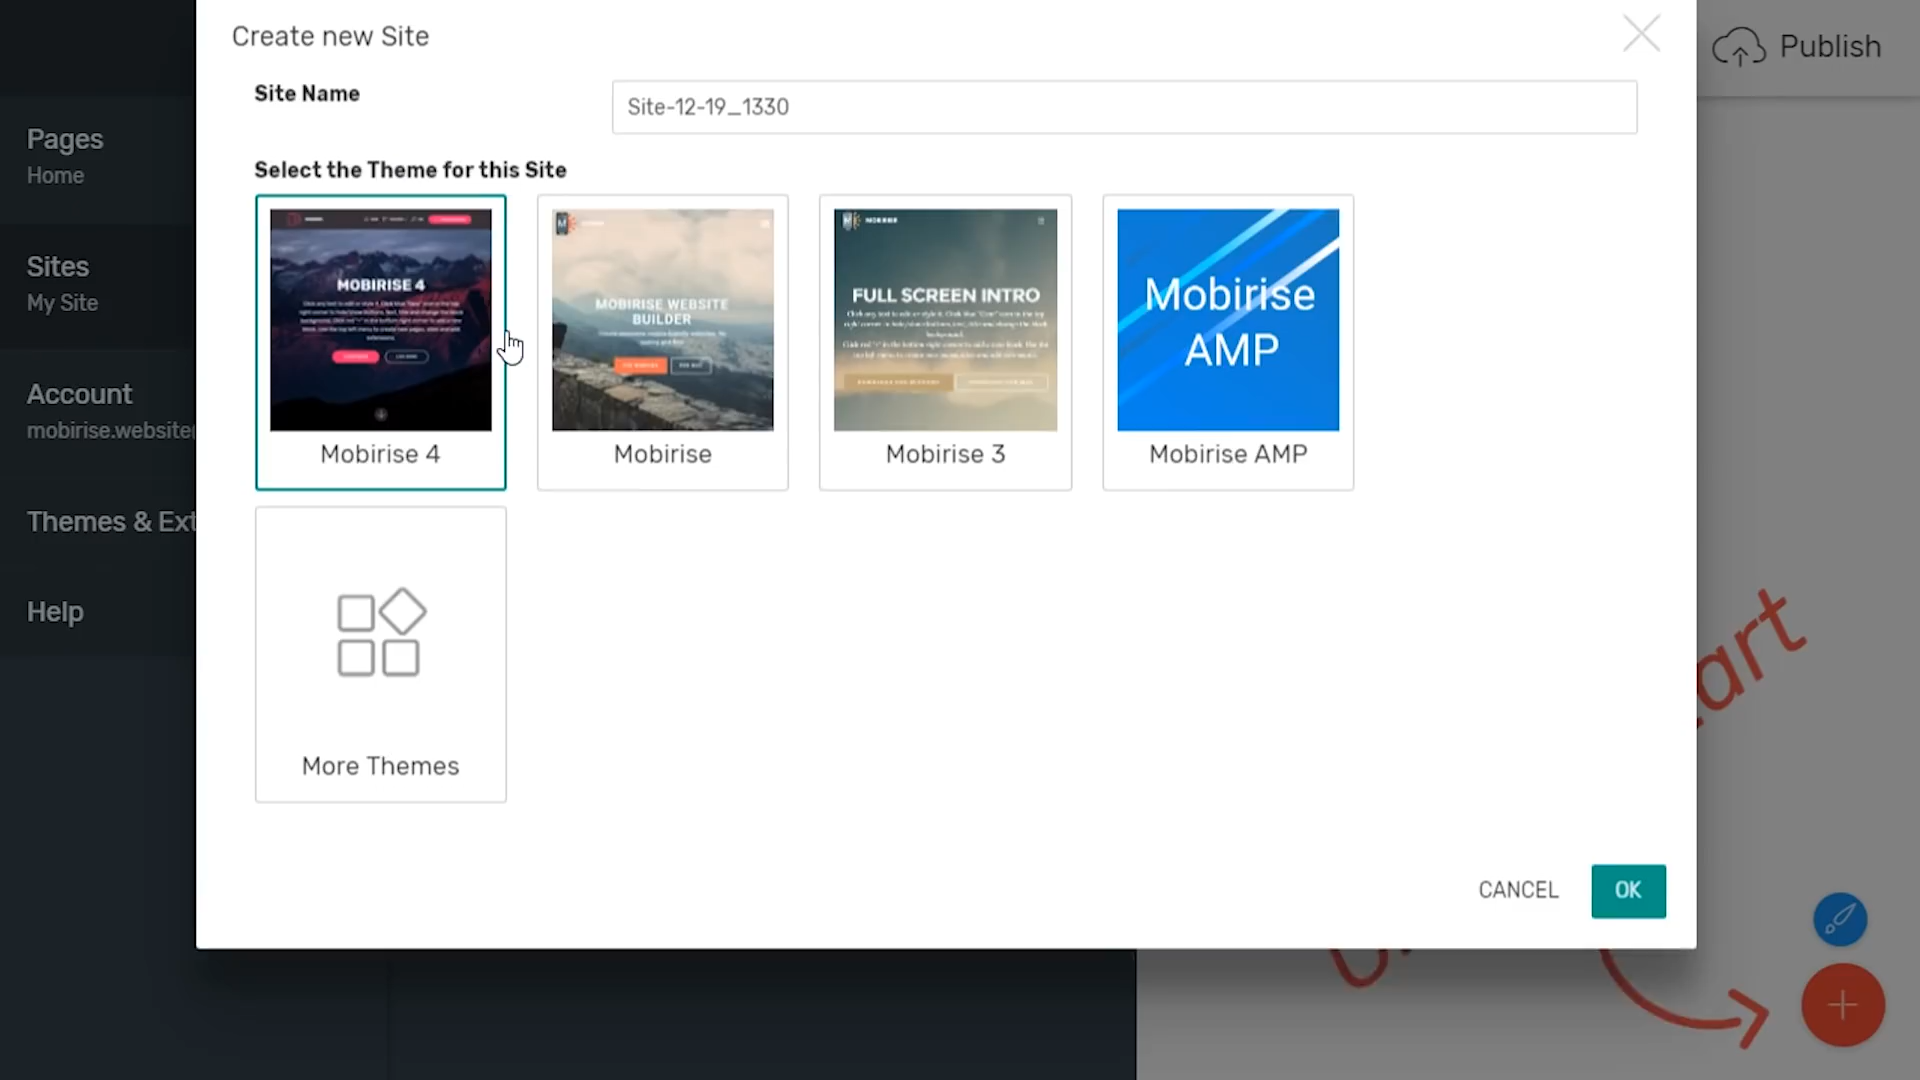 Create new Site
Publish
Site Name
Site-12-19_1330
Pages
Home
Select the Theme for this Site
Sites
My Site
MOBIRISE 4
MOBIRISE WEBSITE
BUILDER
MOBIRISE
FULL SCREEN INTRO
Mobirise
AMP
Account
mobirise.website
Mobirise 4
Mobirise
Mobirise 3
Mobirise AMP
Themes & Ext
Help
art
More Themes
CANCEL
OK